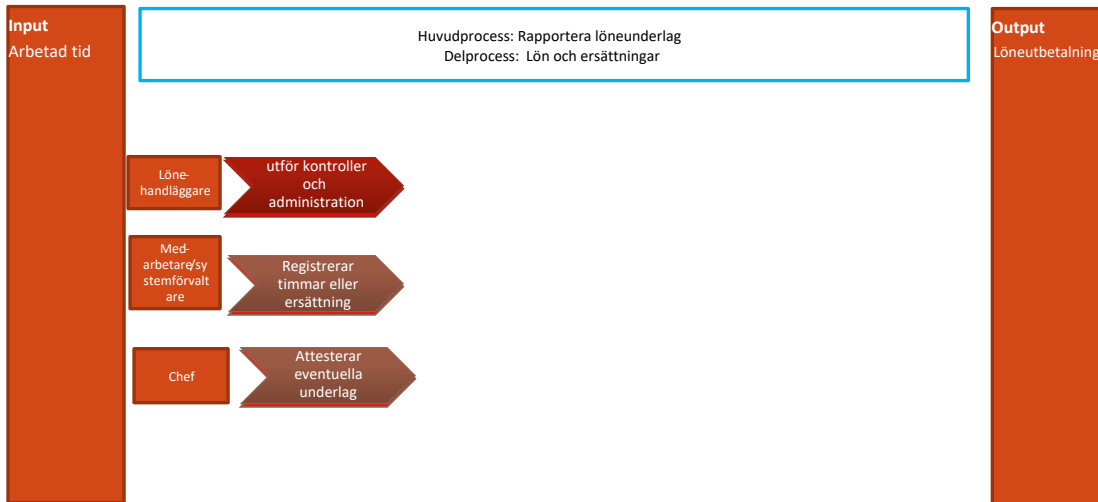 Input
Arbetad tid
Huvudprocess: Rapportera löneunderlag
Delprocess: Lön och ersättningar
Output
Löneutbetalning
Löne-
handläggare
utför kontroller
och
administration
Med-
arbetare/sy
stemförvalt
are
Registrerar
timmar eller
ersättning
Chef
Attesterar
eventuella
underlag